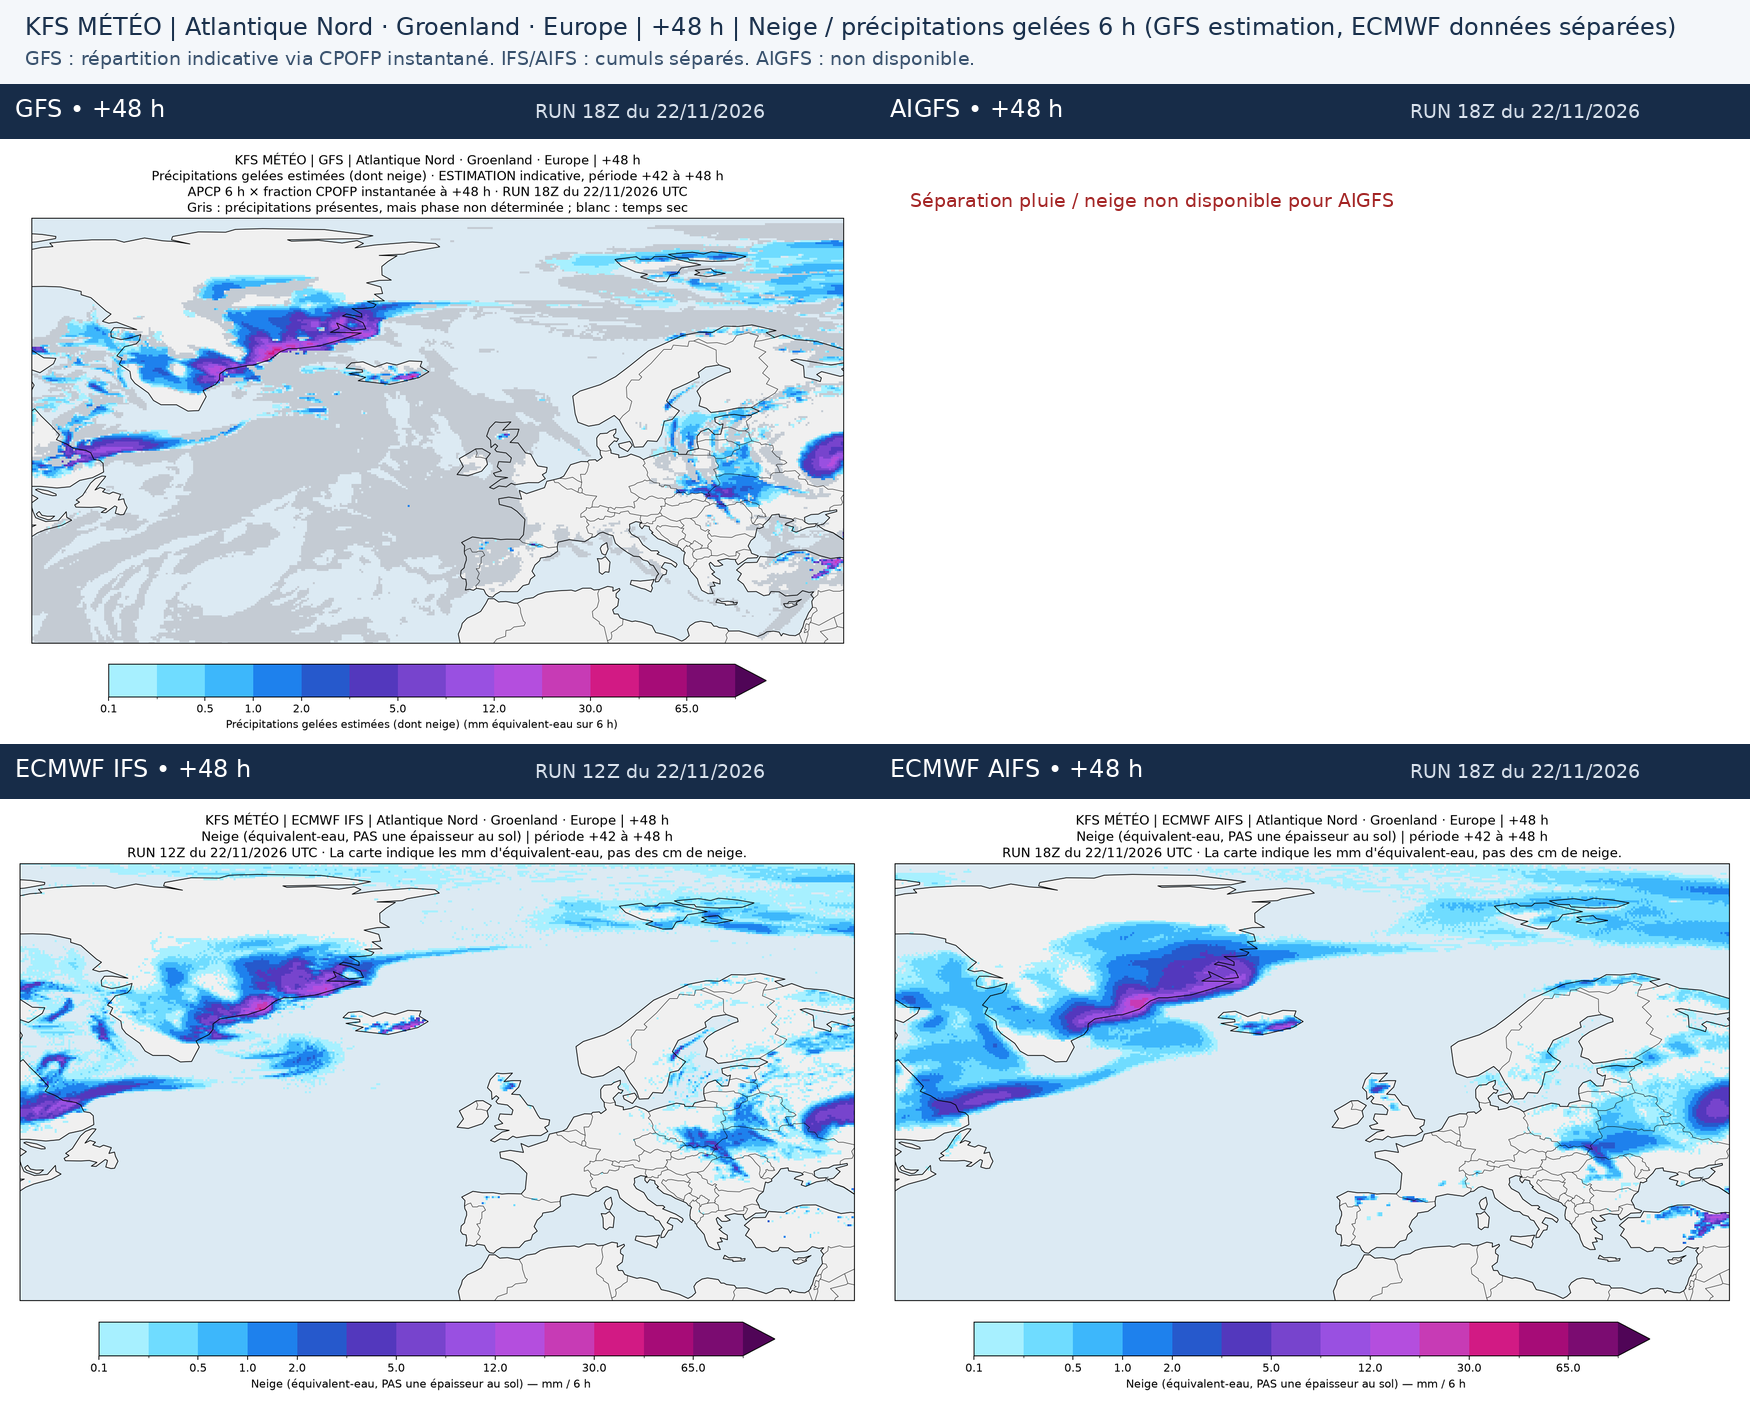 KFS MÉTÉO | Atlantique Nord · Groenland · Europe | +48 h | Neige / précipitations gelées 6 h (GFS estimation, ECMWF données séparées)
GFS : répartition indicative via CPOFP instantané. IFS/AIFS : cumuls séparés. AIGFS : non disponible.
GFS • +48 h
RUN 18Z du 22/11/2026
AIGFS • +48 h
RUN 18Z du 22/11/2026
KFS MÉTÉO | GFS | Atlantique Nord · Groenland · Europe | +48 h
Précipitations gelées estimées (dont neige) · ESTIMATION indicative, période +42 à +48 h
APCP 6 h × fraction CPOFP instantanée à +48 h · RUN 18Z du 22/11/2026 UTC
Gris : précipitations présentes, mais phase non déterminée ; blanc : temps sec
Séparation pluie / neige non disponible pour AIGFS
0.1 0.5 1.0 2.0 5.0 12.0 30.0 65.0
Précipitations gelées estimées (dont neige) (mm équivalent-eau sur 6 h)
ECMWF IFS • +48 h
RUN 12Z du 22/11/2026
ECMWF AIFS • +48 h
RUN 18Z du 22/11/2026
KFS MÉTÉO | ECMWF IFS | Atlantique Nord · Groenland · Europe | +48 h
Neige (équivalent-eau, PAS une épaisseur au sol) | période +42 à +48 h
RUN 12Z du 22/11/2026 UTC · La carte indique les mm d'équivalent-eau, pas des cm de neige.
KFS MÉTÉO | ECMWF AIFS | Atlantique Nord · Groenland · Europe | +48 h
Neige (équivalent-eau, PAS une épaisseur au sol) | période +42 à +48 h
RUN 18Z du 22/11/2026 UTC · La carte indique les mm d'équivalent-eau, pas des cm de neige.
0.1 0.5 1.0 2.0 5.0 12.0 30.0 65.0
Neige (équivalent-eau, PAS une épaisseur au sol) — mm / 6 h
0.1 0.5 1.0 2.0 5.0 12.0 30.0 65.0
Neige (équivalent-eau, PAS une épaisseur au sol) — mm / 6 h